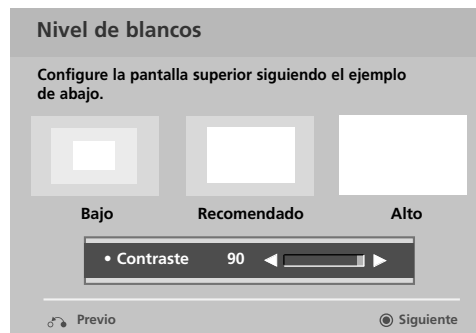 Nivel de blancos
Configure la pantalla superior siguiendo el ejemplo
de abajo.
Bajo Recomendado Alto
• Contraste 90
Previo Siguiente